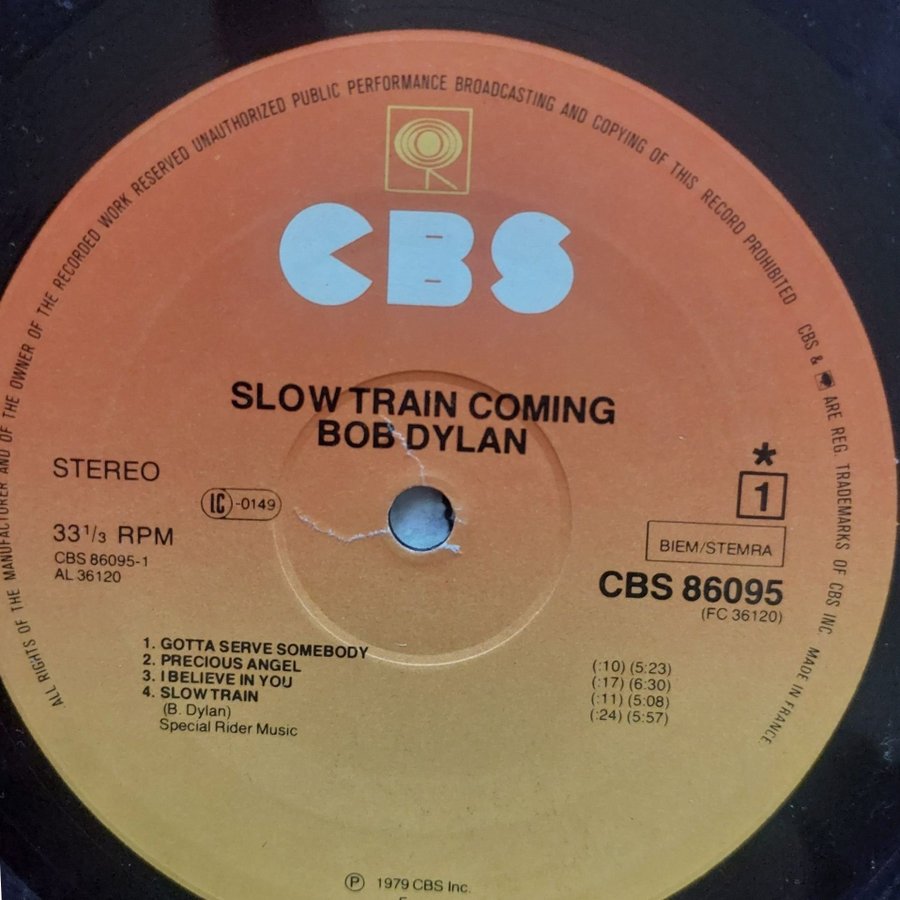 ALL RIGHTS OF THE MANUFACTURER AND OF THE OWNER OF THE RECORDED WORK RESERVED UNAUTHORIZED PUBLIC PERFORMANCE BROADCASTING AND COPYING OF THIS RECORD PROHIBITED CBS & ARE REG. TRADEMARKS OF CBS INC. MADE IN FRANCE.
CBS
SLOW TRAIN COMING
BOB DYLAN
STEREO
LC -0149
33 1/3 RPM
CBS 86095-1
AL 36120
*
1
BIEM/STEMRA
CBS 86095
(FC 36120)
1. GOTTA SERVE SOMEBODY (:10) (5:23)
2. PRECIOUS ANGEL (:17) (6:30)
3. I BELIEVE IN YOU (:11) (5:08)
4. SLOW TRAIN (:24) (5:57)
(B. Dylan)
Special Rider Music
℗ 1979 CBS Inc.